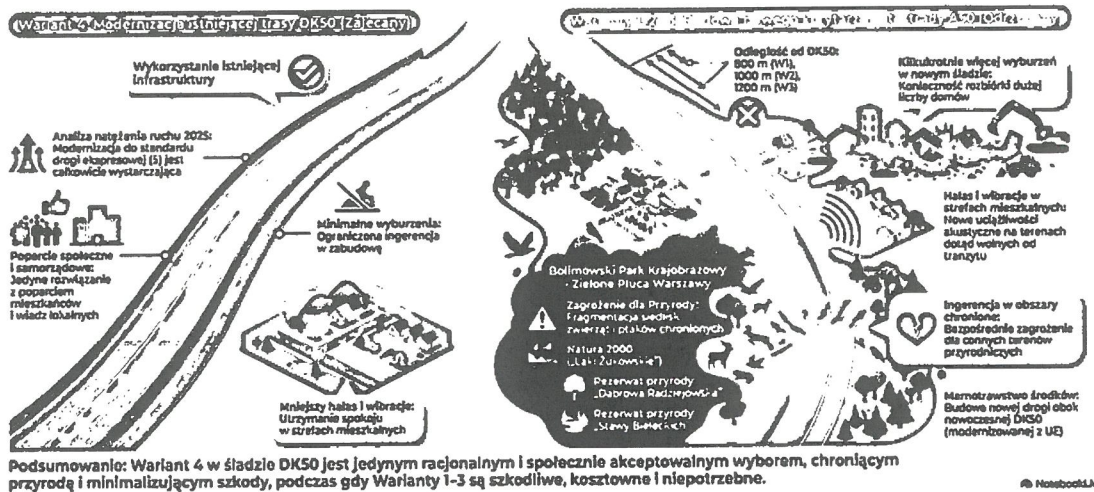 Wariant 4: Modernizacja istniejącej trasy DK50 (Zalecany)
Wykorzystanie istniejącej
infrastruktury
Analiza natężenia ruchu 2025:
Modernizacja do standardu
drogi ekspresowej (S) jest
całkowicie wystarczająca
Poparcie społeczne
i samorządowe:
Jedyne rozwiązanie
z poparciem
mieszkańców
i władz lokalnych
Minimalne wyburzenia:
Ograniczona ingerencja
w zabudowę
Mniejszy hałas i wibracje:
Utrzymanie spokoju
w strefach mieszkalnych
nowego korytarza trasy A50 (Odrzucany)
Odległość od DK50:
800 m (W1),
1000 m (W2),
1200 m (W3)
Kilkukrotnie więcej wyburzeń
w nowym śladzie:
Konieczność rozbiórki dużej
liczby domów
Hałas i wibracje w
strefach mieszkalnych:
Nowe uciążliwości
akustyczne na terenach
dotąd wolnych od
tranzytu
Bolimowski Park Krajobrazowy
- Zielone Płuca Warszawy
Zagrożenie dla Przyrody:
Fragmentacja siedlisk
zwierząt i ptaków chronionych
Natura 2000
(„Łąki Żukowskie")
Rezerwat przyrody
„Dąbrowa Radziejowska"
Rezerwat przyrody
„Stawy Bieleckich"
Ingerencja w obszary
chronione:
Bezpośrednie zagrożenie
dla cennych terenów
przyrodniczych
Marnotrawstwo środków:
Budowa nowej drogi obok
nowoczesnej DK50
(modernizowanej z UE)
Podsumowanie: Wariant 4 w śladzie DK50 jest jedynym racjonalnym i społecznie akceptowalnym wyborem, chroniącym
przyrodę i minimalizującym szkody, podczas gdy Warianty 1-3 są szkodliwe, kosztowne i niepotrzebne.
NotebookLM